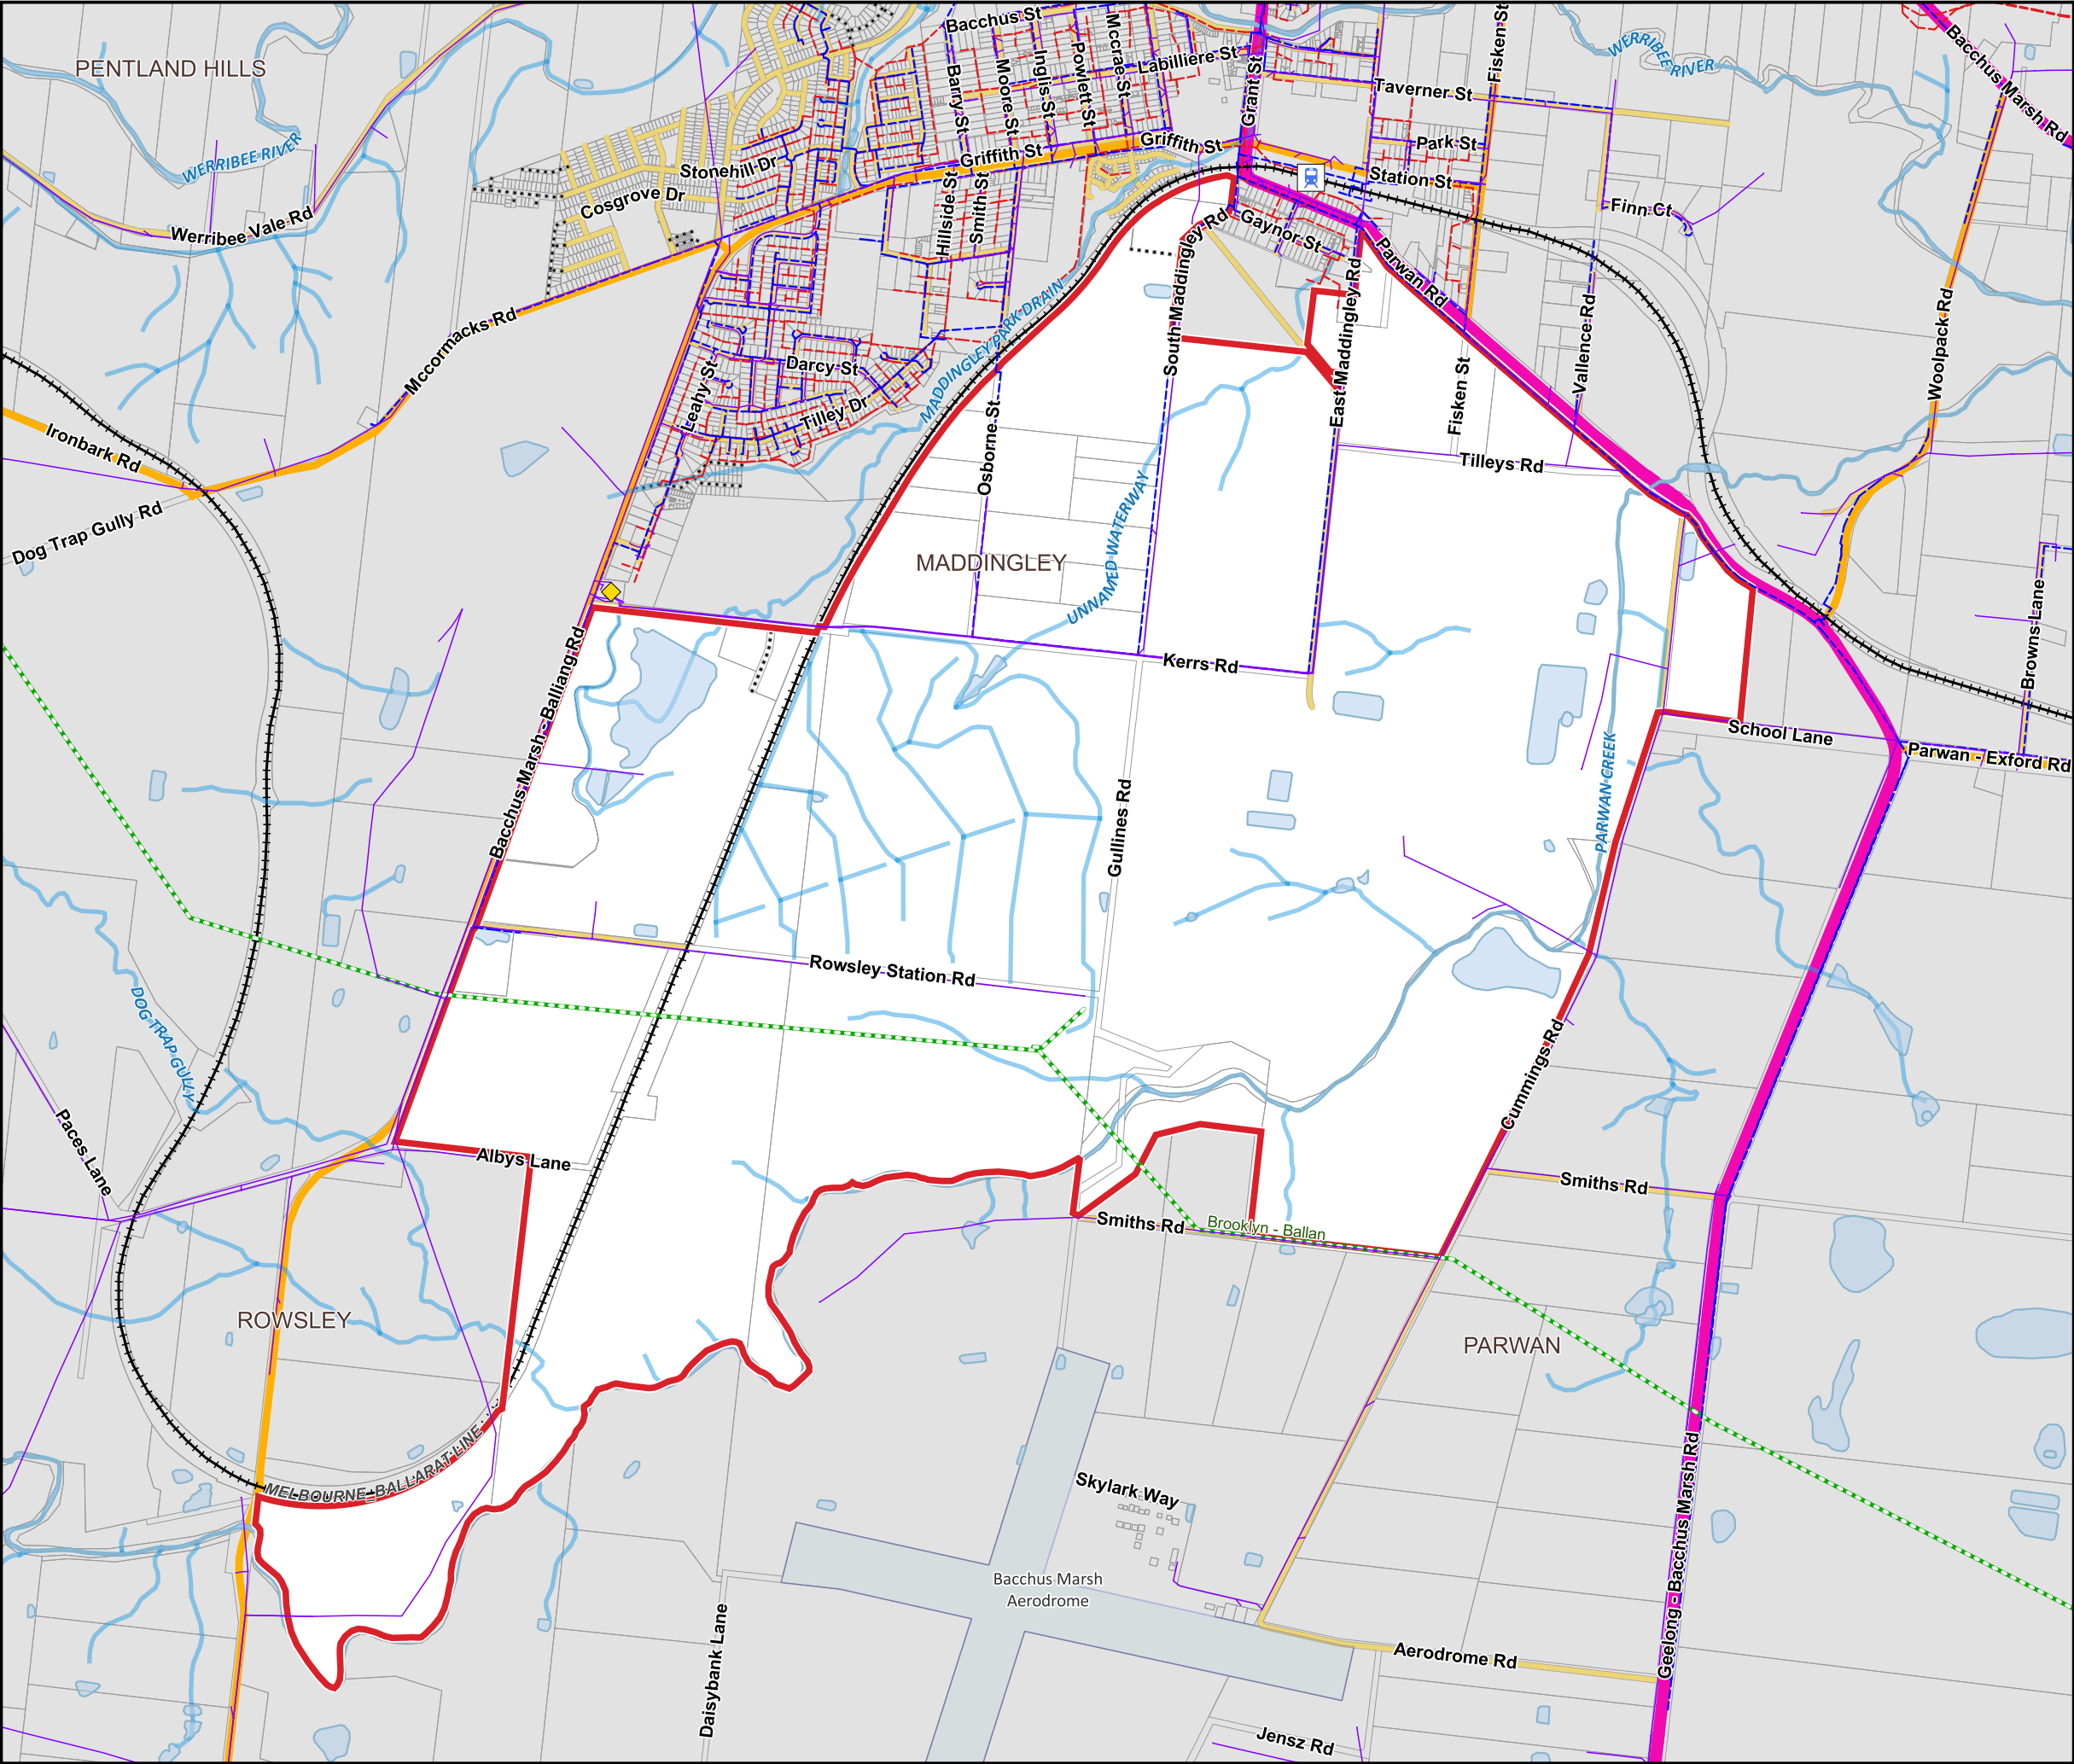 Bacchus St
Fisken St
Mccrae St
Powlett St
Inglis St
Moore St
Barry St
Labilliere St
Grant St
WERRIBEE RIVER
Bacchus Marsh Rd
PENTLAND HILLS
Taverner St
WERRIBEE RIVER
Griffith St
Griffith St
Park St
Stonehill Dr
Cosgrove Dr
Station St
Finn Ct
Hillside St
Smith St
Werribee Vale Rd
Gaynor St
South Maddingley Rd
East Maddingley Rd
Parwan Rd
Mccormacks Rd
MADDINGLEY PARK DRAIN
Vallence Rd
Woolpack Rd
Darcy St
Leahy St
Tilley Dr
Osborne St
Fisken St
Ironbark Rd
Tilleys Rd
Dog Trap Gully Rd
UNNAMED WATERWAY
MADDINGLEY
Browns Lane
Kerrs Rd
Bacchus Marsh - Balliang Rd
School Lane
Parwan - Exford Rd
PARWAN CREEK
Gullines Rd
Rowsley Station Rd
DOG TRAP GULLY
Cummings Rd
Paces Lane
Albys Lane
Smiths Rd
Smiths Rd
Brooklyn - Ballan
ROWSLEY
PARWAN
MELBOURNE_BALLARAT LINE
Skylark Way
Geelong - Bacchus Marsh Rd
Bacchus Marsh
Aerodrome
Daisybank Lane
Aerodrome Rd
Jensz Rd